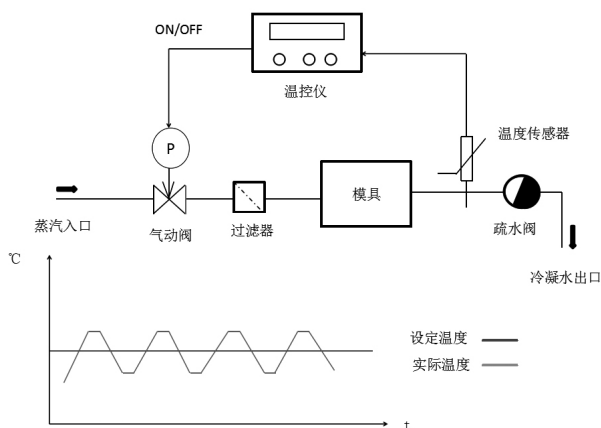 ON/OFF
温控仪
P
温度传感器
模具
蒸汽入口
气动阀
过滤器
疏水阀
冷凝水出口
℃
设定温度
实际温度
t